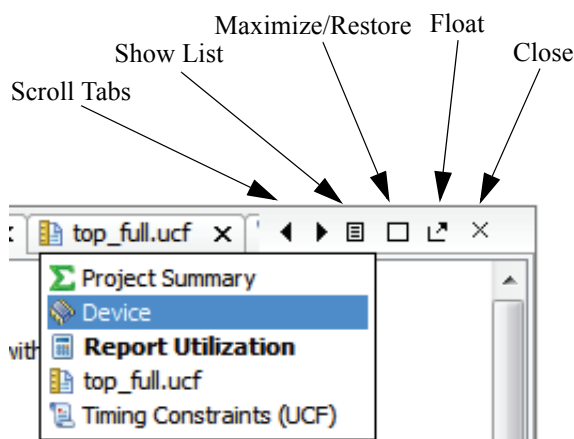 Maximize/Restore Float
Show List Close
Scroll Tabs
top_full.ucf
Project Summary
Device
with
Report Utilization
top_full.ucf
Timing Constraints (UCF)